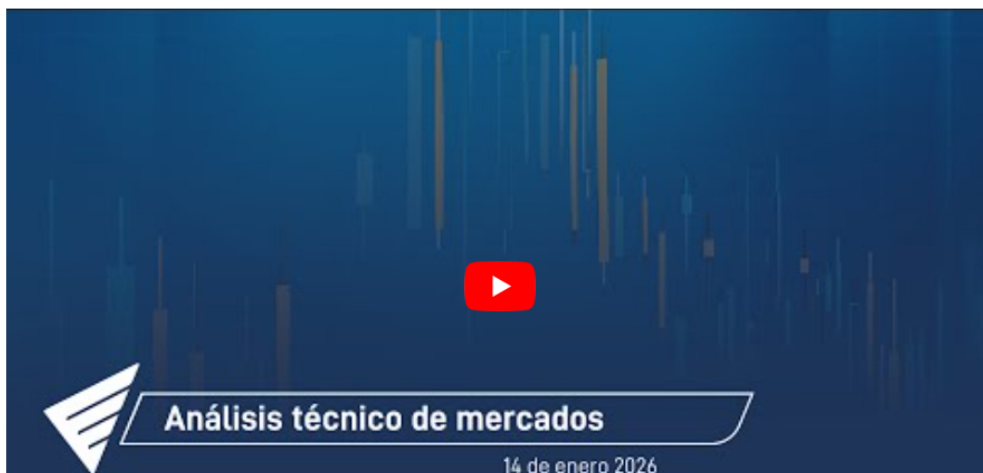 Análisis técnico de mercados
14 de enero 2026